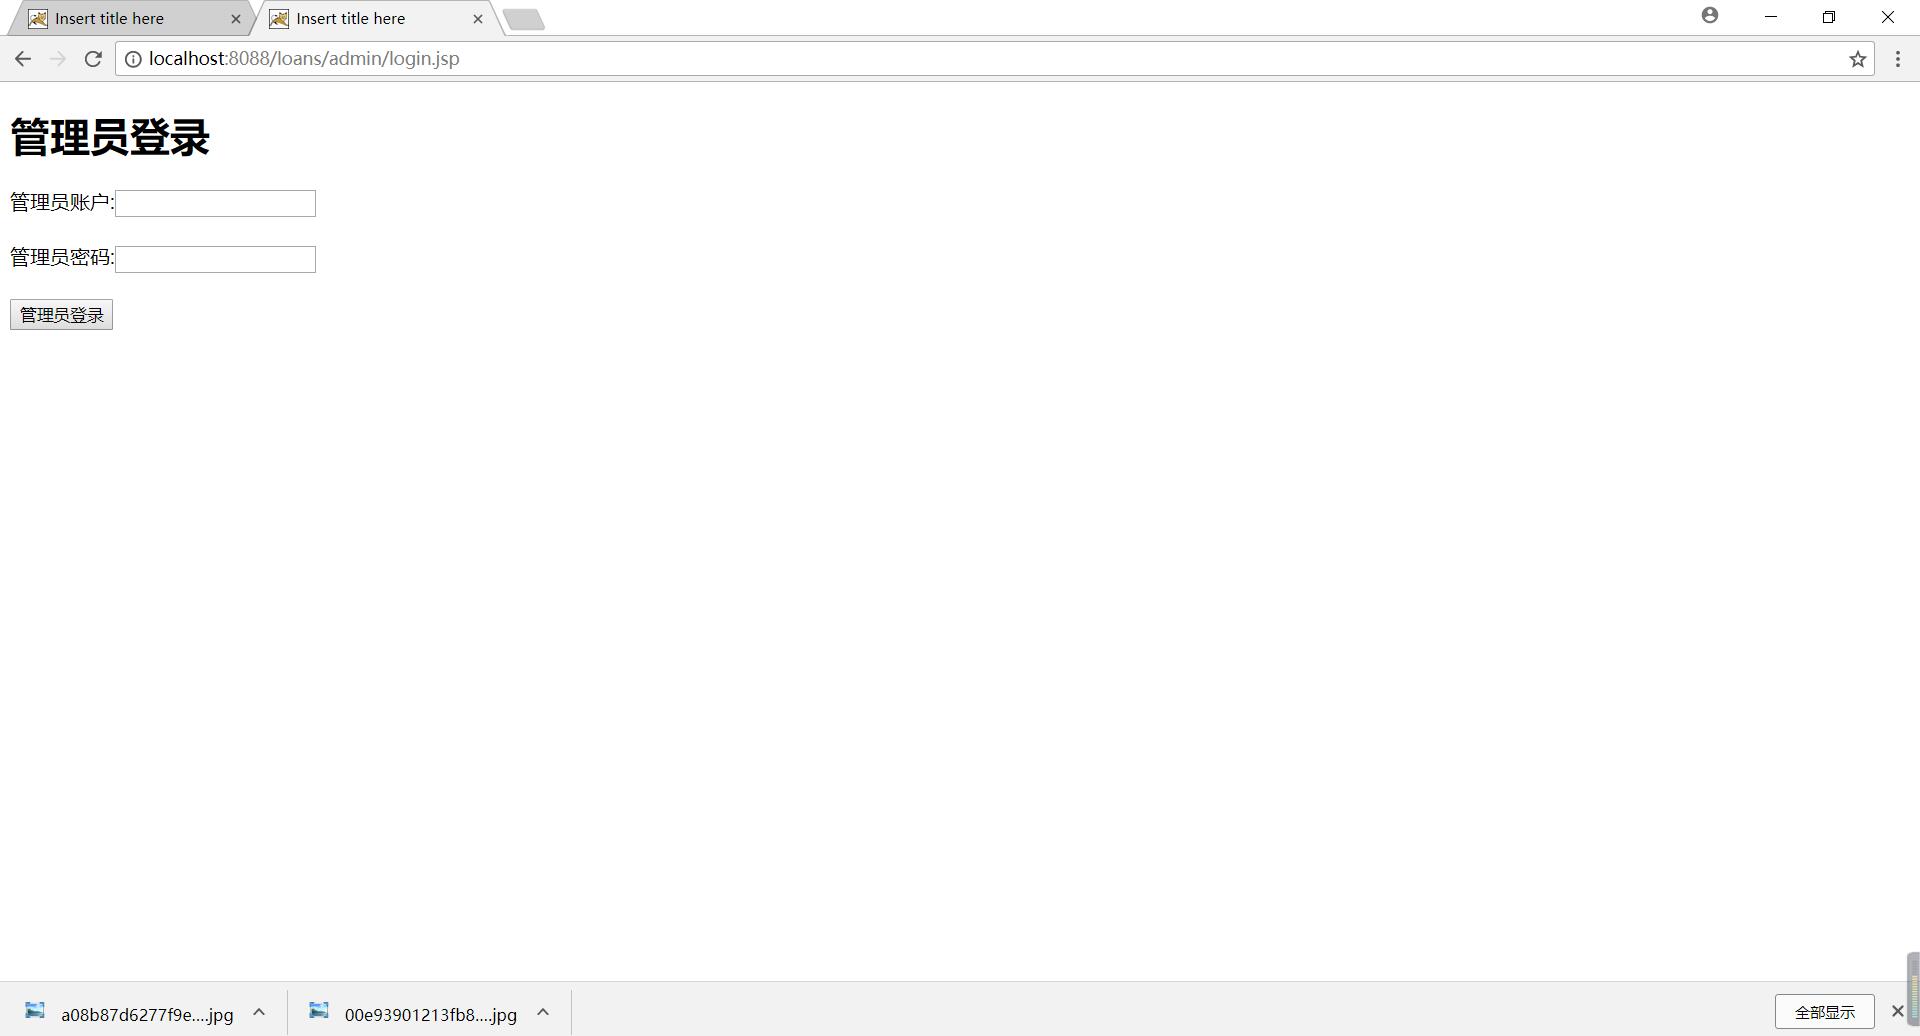 Insert title here
Insert title here
localhost:8088/loans/admin/login.jsp
管理员登录
管理员账户:
管理员密码:
管理员登录
a08b87d6277f9e....jpg
00e93901213fb8....jpg
全部显示